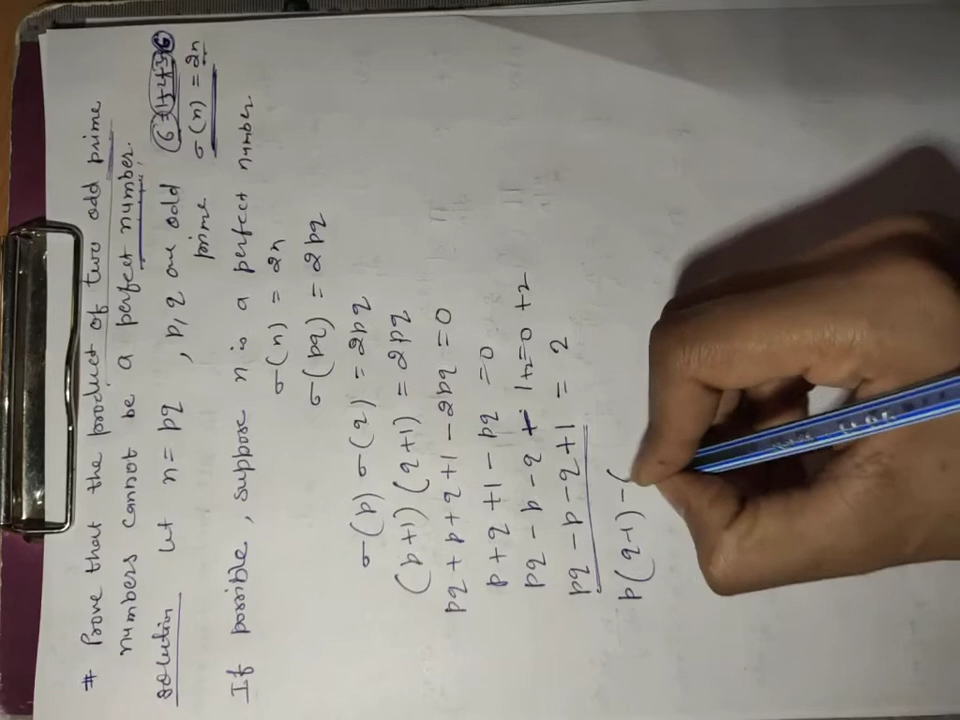 # Prove that the product of two odd prime
numbers cannot be a perfect number.
6 = 1+2+3
σ(n) = 2n
solution let n = pq , p,q are odd
prime
If possible, suppose n is a perfect number
σ(n) = 2n
σ(pq) = 2pq
σ(p) σ(q) = 2pq
(p+1) (q+1) = 2pq
pq + p + q + 1 - 2pq = 0
p + q + 1 - pq = 0
pq - p - q + 1 = 0 + 2
pq - p - q + 1 = 2
p(q-1) - (